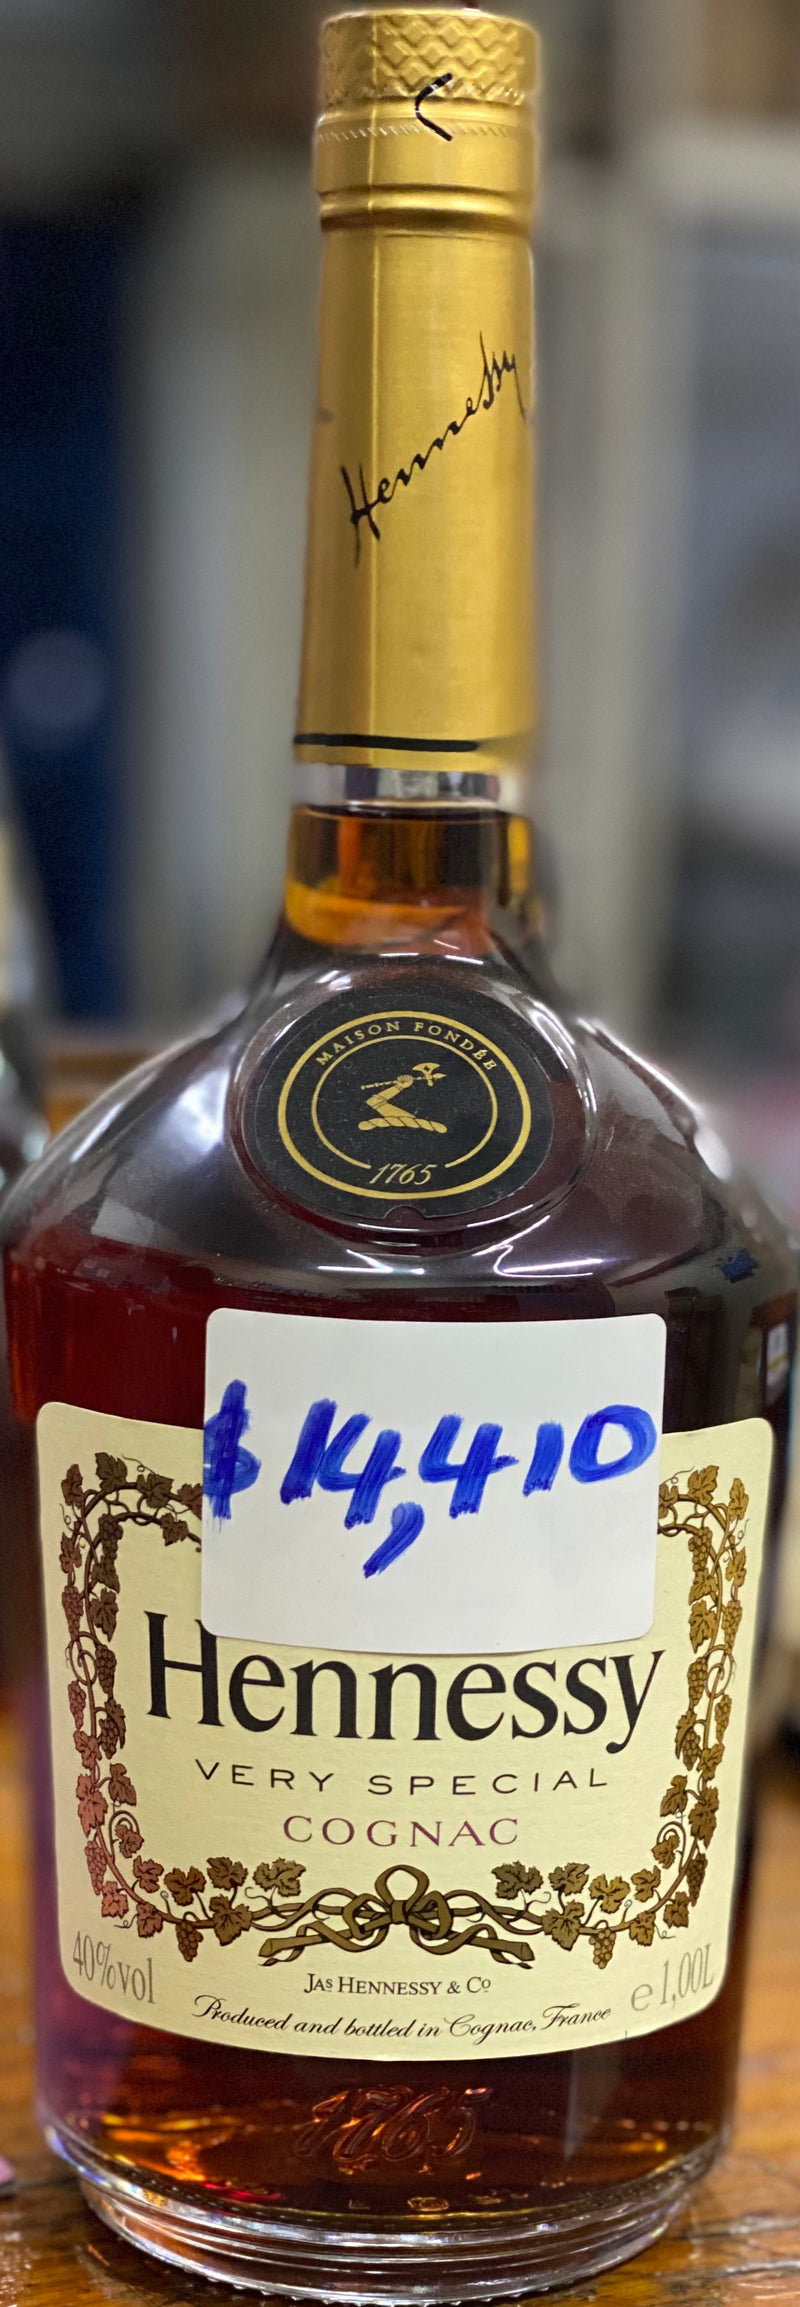 Hennessy
MAISON FONDÉE
1765
$14,410
Hennessy
VERY SPECIAL
COGNAC
40%vol
JAS HENNESSY & Co
e 1,00L
Produced and bottled in Cognac, France
1765